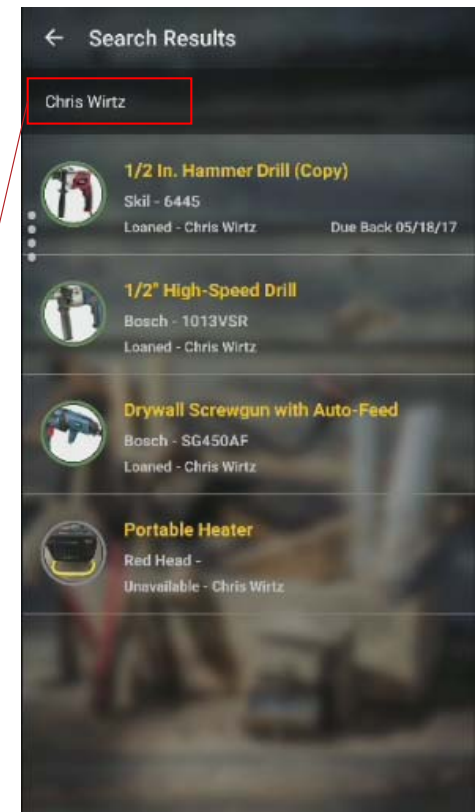 ← Search Results
Chris Wirtz
1/2 In. Hammer Drill (Copy)
Skil - 6445
Loaned - Chris Wirtz Due Back 05/18/17
1/2" High-Speed Drill
Bosch - 1013VSR
Loaned - Chris Wirtz
Drywall Screwgun with Auto-Feed
Bosch - SG450AF
Loaned - Chris Wirtz
Portable Heater
Red Head -
Unavailable - Chris Wirtz